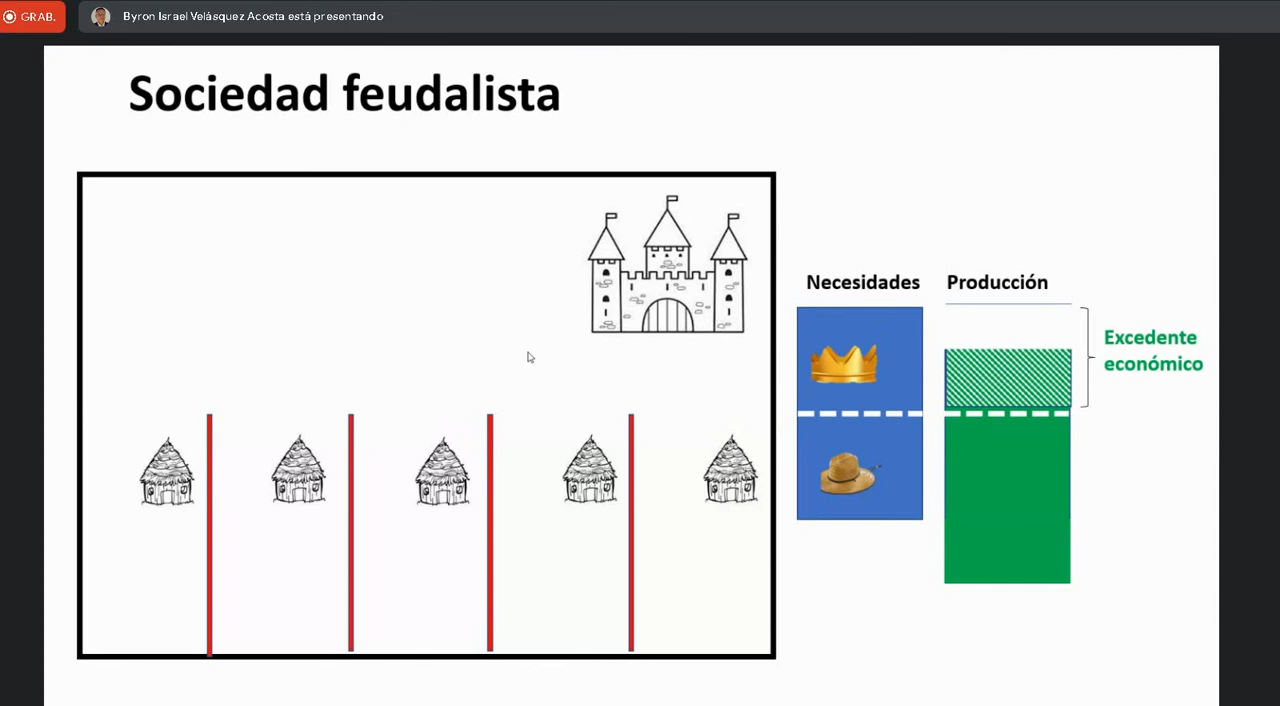 GRAB.
Byron Israel Velásquez Acosta está presentando
Sociedad feudalista
Necesidades
Producción
Excedente
económico